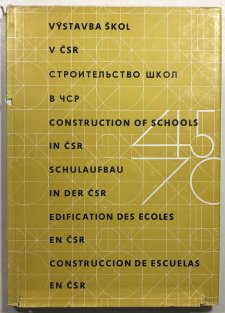 VÝSTAVBA ŠKOL
V ČSR
СТРОИТЕЛЬСТВО ШКОЛ
В ЧСР
CONSTRUCTION OF SCHOOLS
IN ČSR
SCHULAUFBAU
IN DER ČSR
EDIFICATION DES ECOLES
EN ČSR
CONSTRUCCION DE ESCUELAS
EN ČSR
45
70